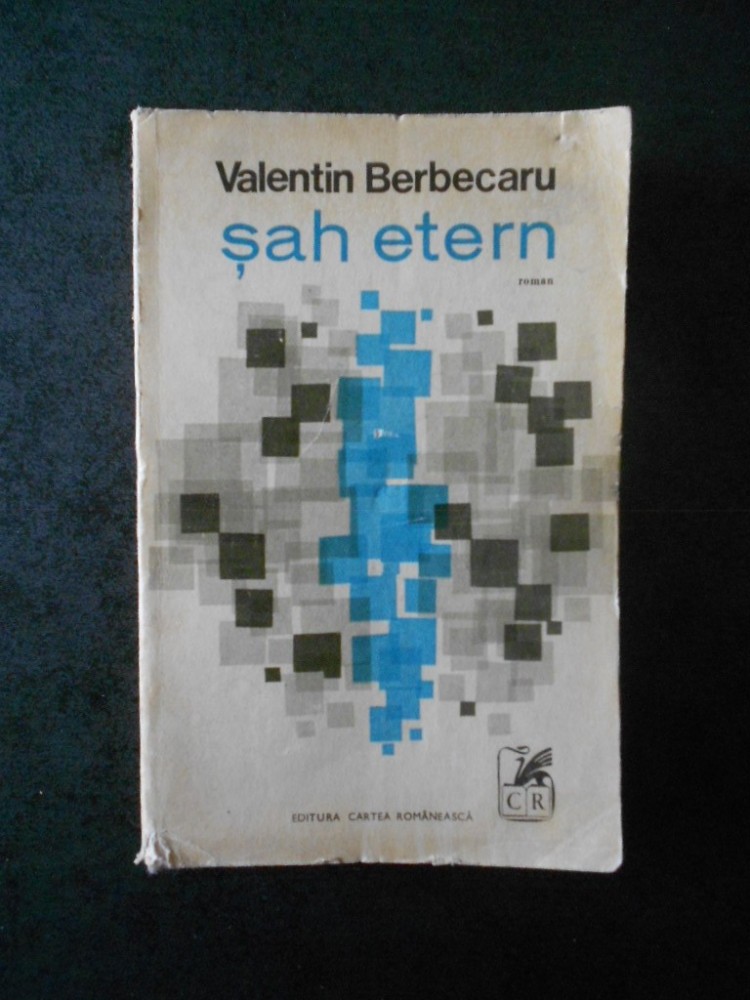 Valentin Berbecaru
șah etern
roman
CR
EDITURA CARTEA ROMÂNEASCĂ